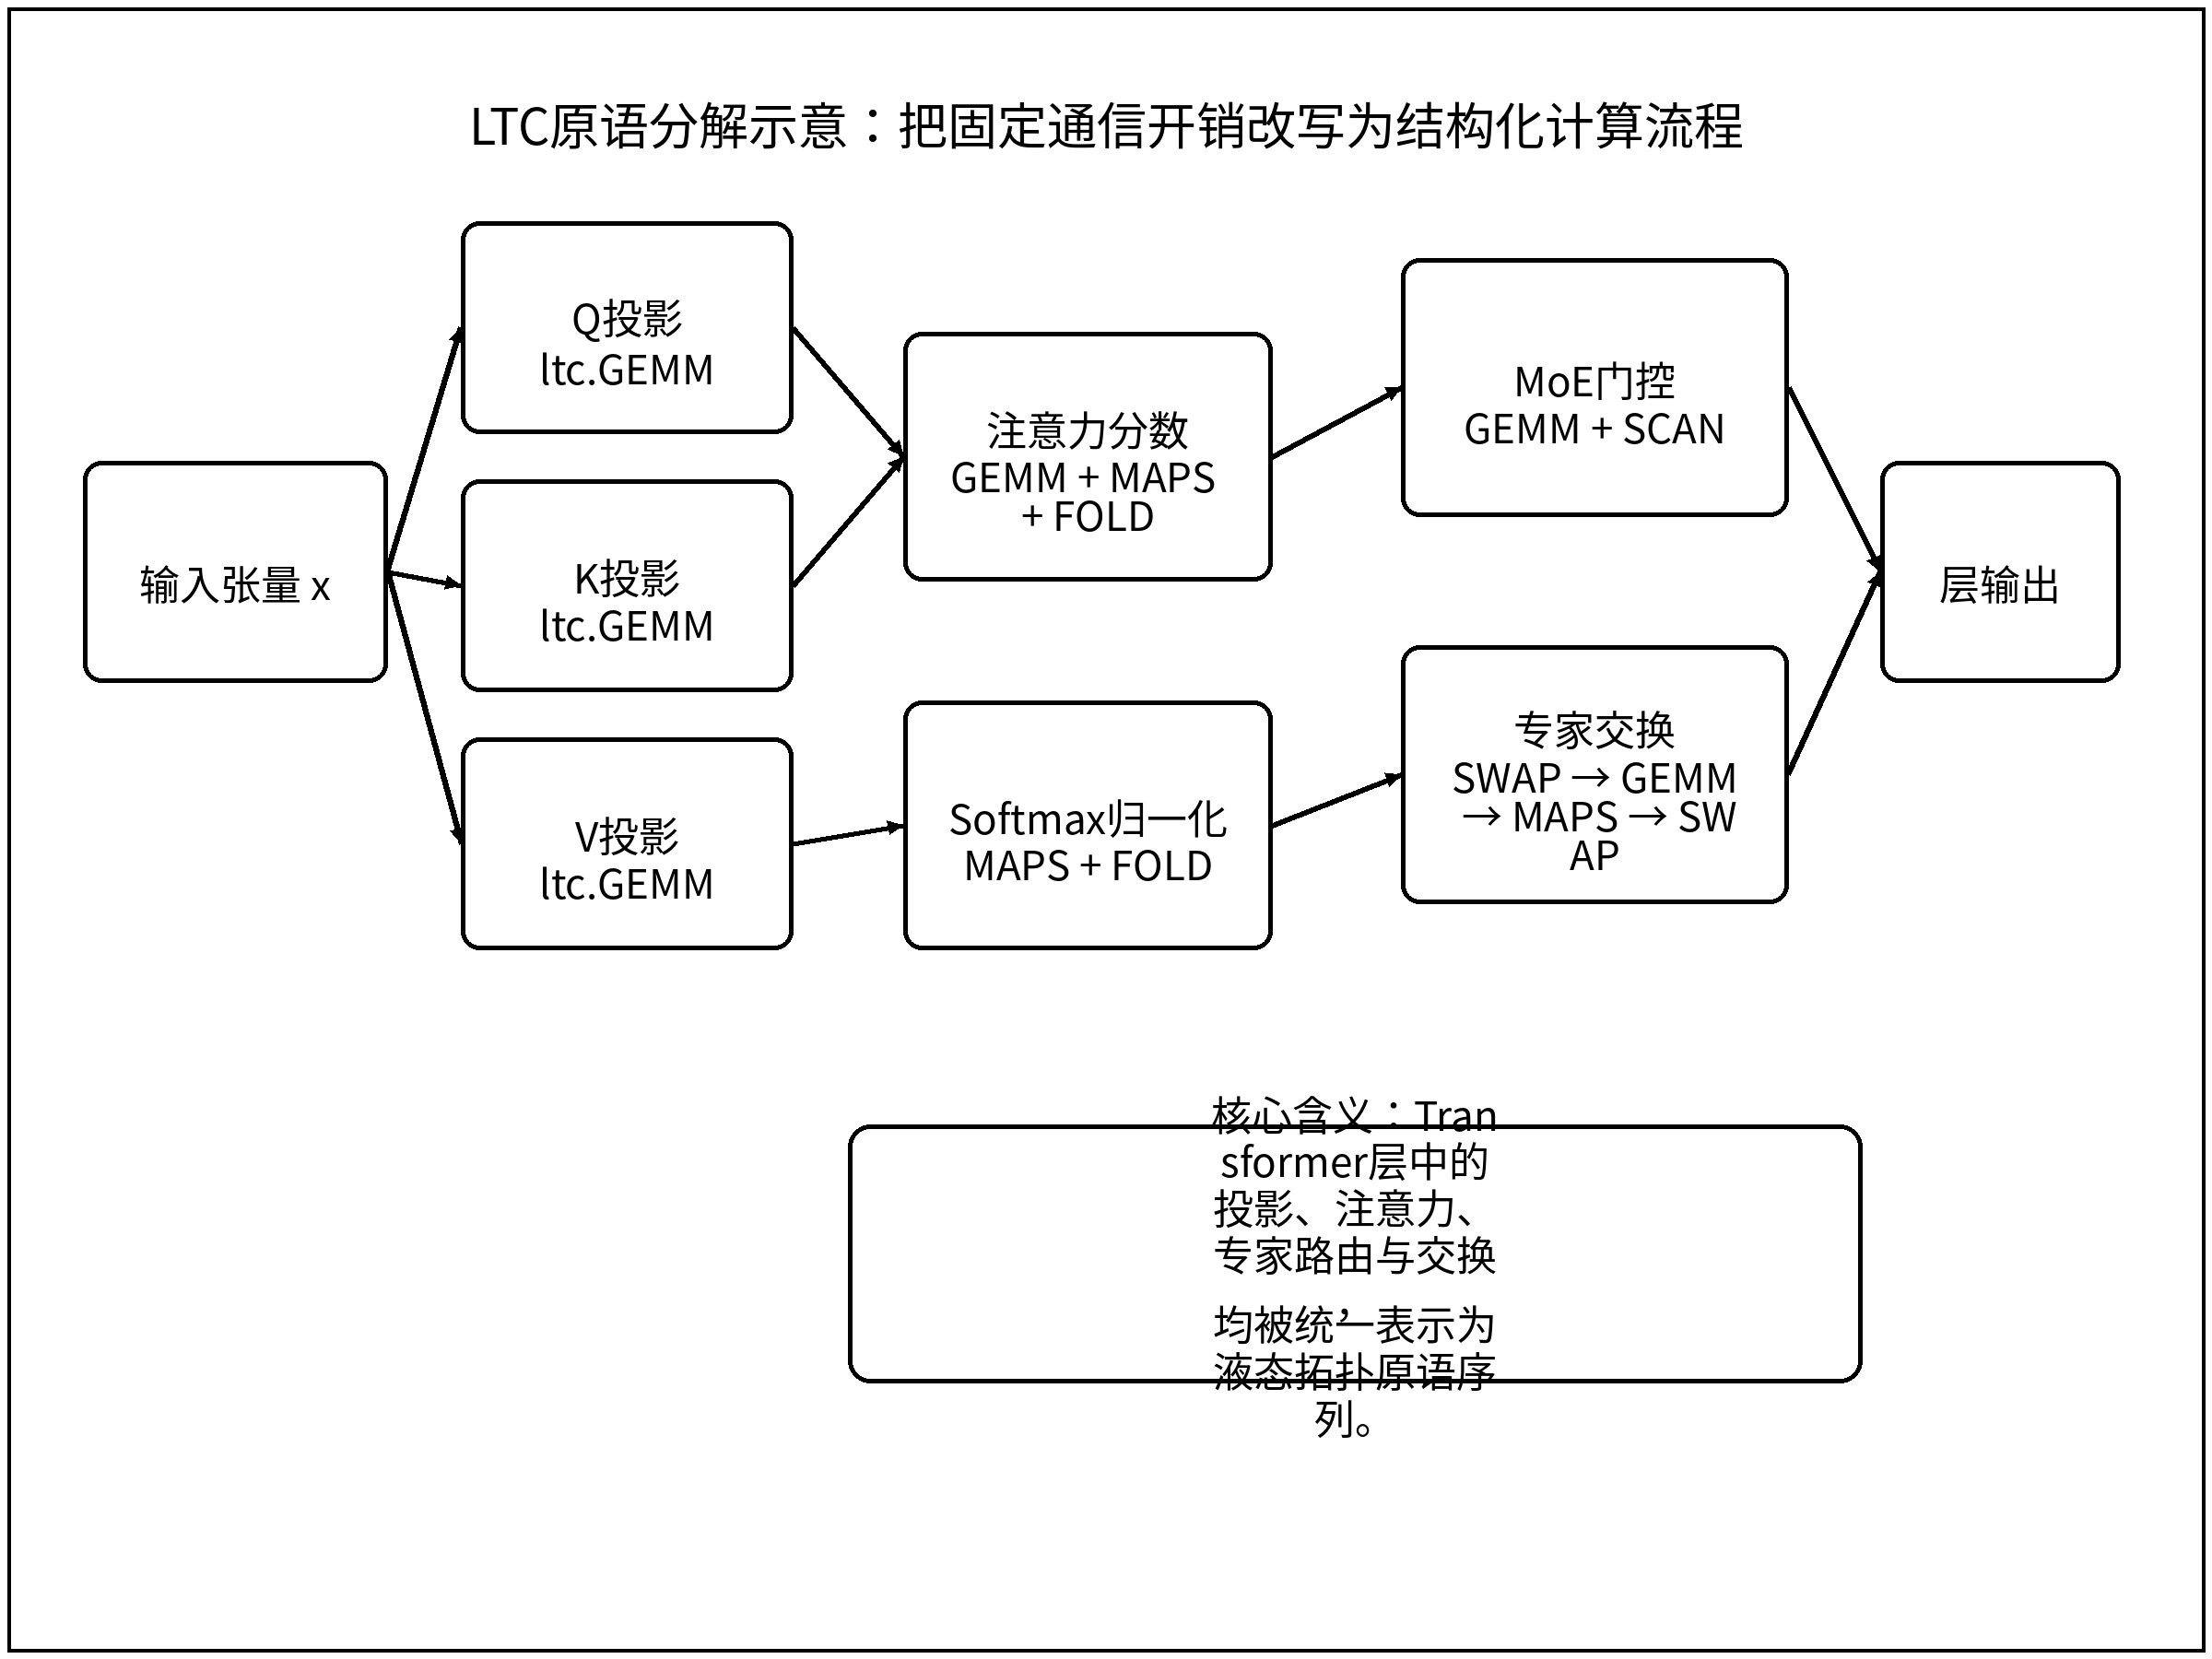 LTC原语分解示意：把固定通信开销改写为结构化计算流程
输入张量 x
Q投影
ltc.GEMM
K投影
ltc.GEMM
V投影
ltc.GEMM
注意力分数
GEMM + MAPS
+ FOLD
Softmax归一化
MAPS + FOLD
MoE门控
GEMM + SCAN
专家交换
SWAP → GEMM
→ MAPS → SW
AP
层输出
核心含义：Tran
sformer层中的
投影、注意力、
专家路由与交换
，
均被统一表示为
液态拓扑原语序
列。